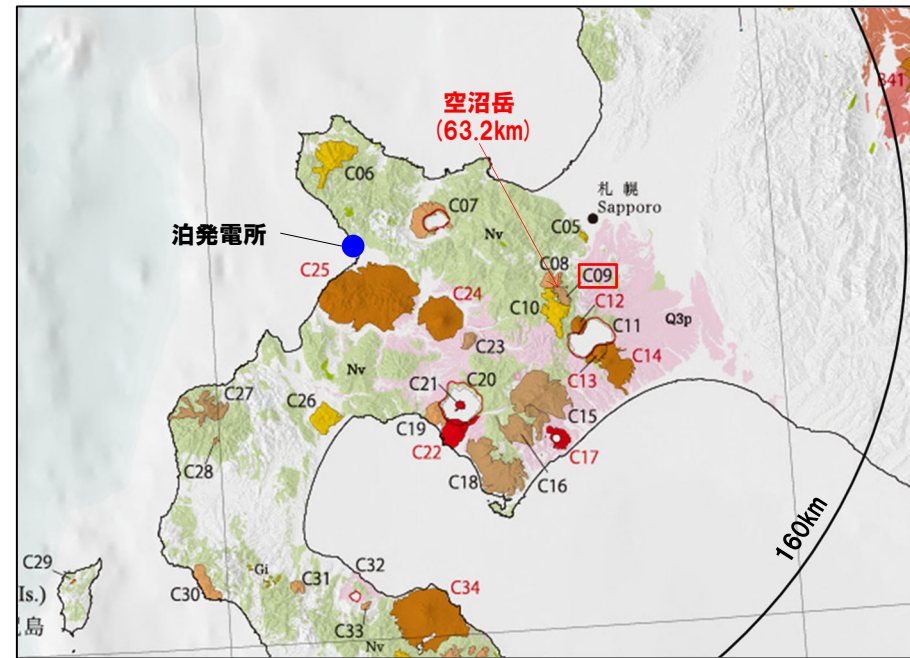 B41
空沼岳
(63.2km)
C06
札幌
Sapporo
C07
C05
Nv
泊発電所
C08
C09
C25
C24
C10
C12
C11
Q3p
C23
C14
C13
Nv
C21
C20
C27
C26
C19
C15
C22
C17
C28
C18
C16
160km
C29
C32
Gi
C31
C34
Is.)
C30
島
C33
Nv